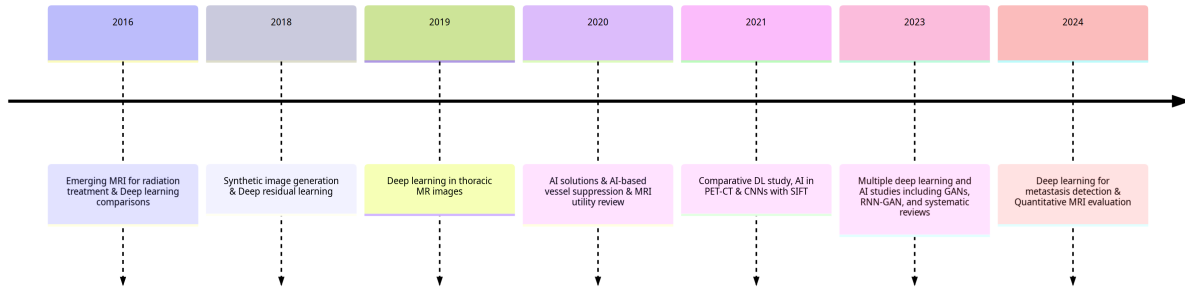 2016
2018
2019
2020
2021
2023
2024
Emerging MRI for radiation
treatment & Deep learning
comparisons
Synthetic image generation
& Deep residual learning
Deep learning in thoracic
MR images
AI solutions & AI-based
vessel suppression & MRI
utility review
Comparative DL study, AI in
PET-CT & CNNs with SIFT
Multiple deep learning and
AI studies including GANs,
RNN-GAN, and systematic
reviews
Deep learning for
metastasis detection &
Quantitative MRI evaluation